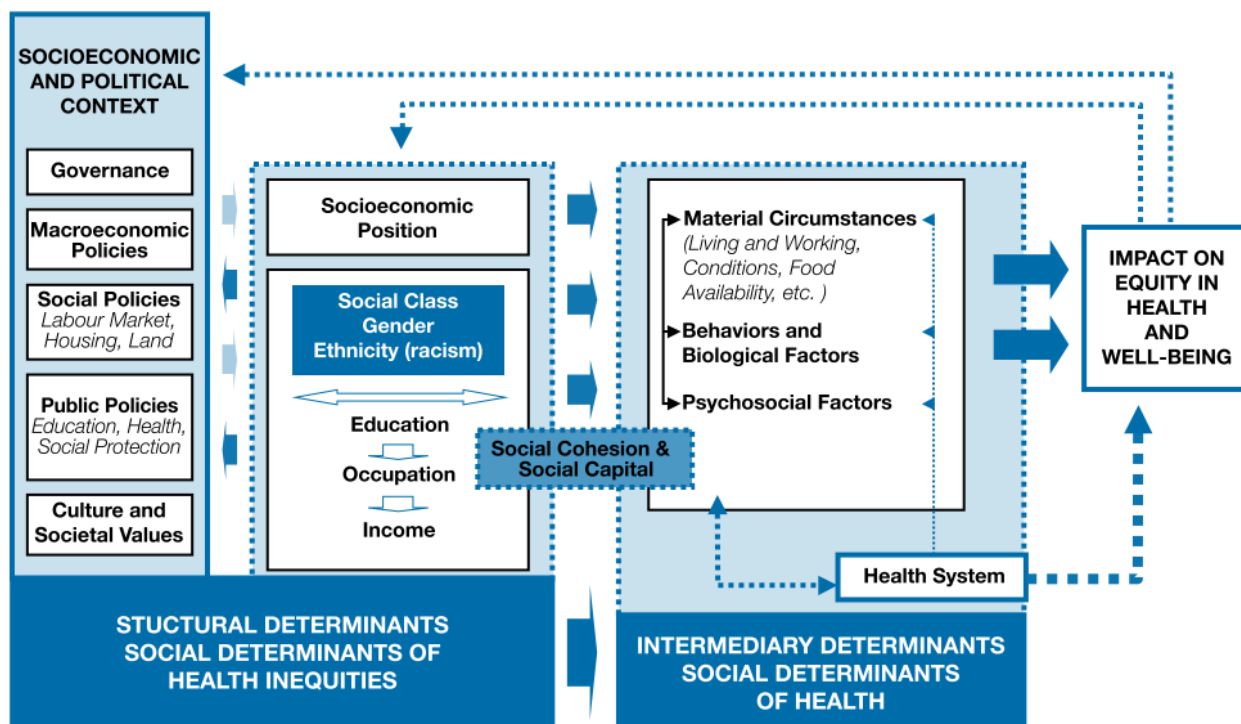 SOCIOECONOMIC
AND POLITICAL
CONTEXT
Governance
Macroeconomic
Policies
Social Policies
Labour Market,
Housing, Land
Public Policies
Education, Health,
Social Protection
Culture and
Societal Values
Socioeconomic
Position
Social Class
Gender
Ethnicity (racism)
Education
Occupation
Income
Social Cohesion &
Social Capital
Material Circumstances
(Living and Working,
Conditions, Food
Availability, etc. )
Behaviors and
Biological Factors
Psychosocial Factors
Health System
IMPACT ON
EQUITY IN
HEALTH
AND
WELL-BEING
STUCTURAL DETERMINANTS
SOCIAL DETERMINANTS OF
HEALTH INEQUITIES
INTERMEDIARY DETERMINANTS
SOCIAL DETERMINANTS
OF HEALTH